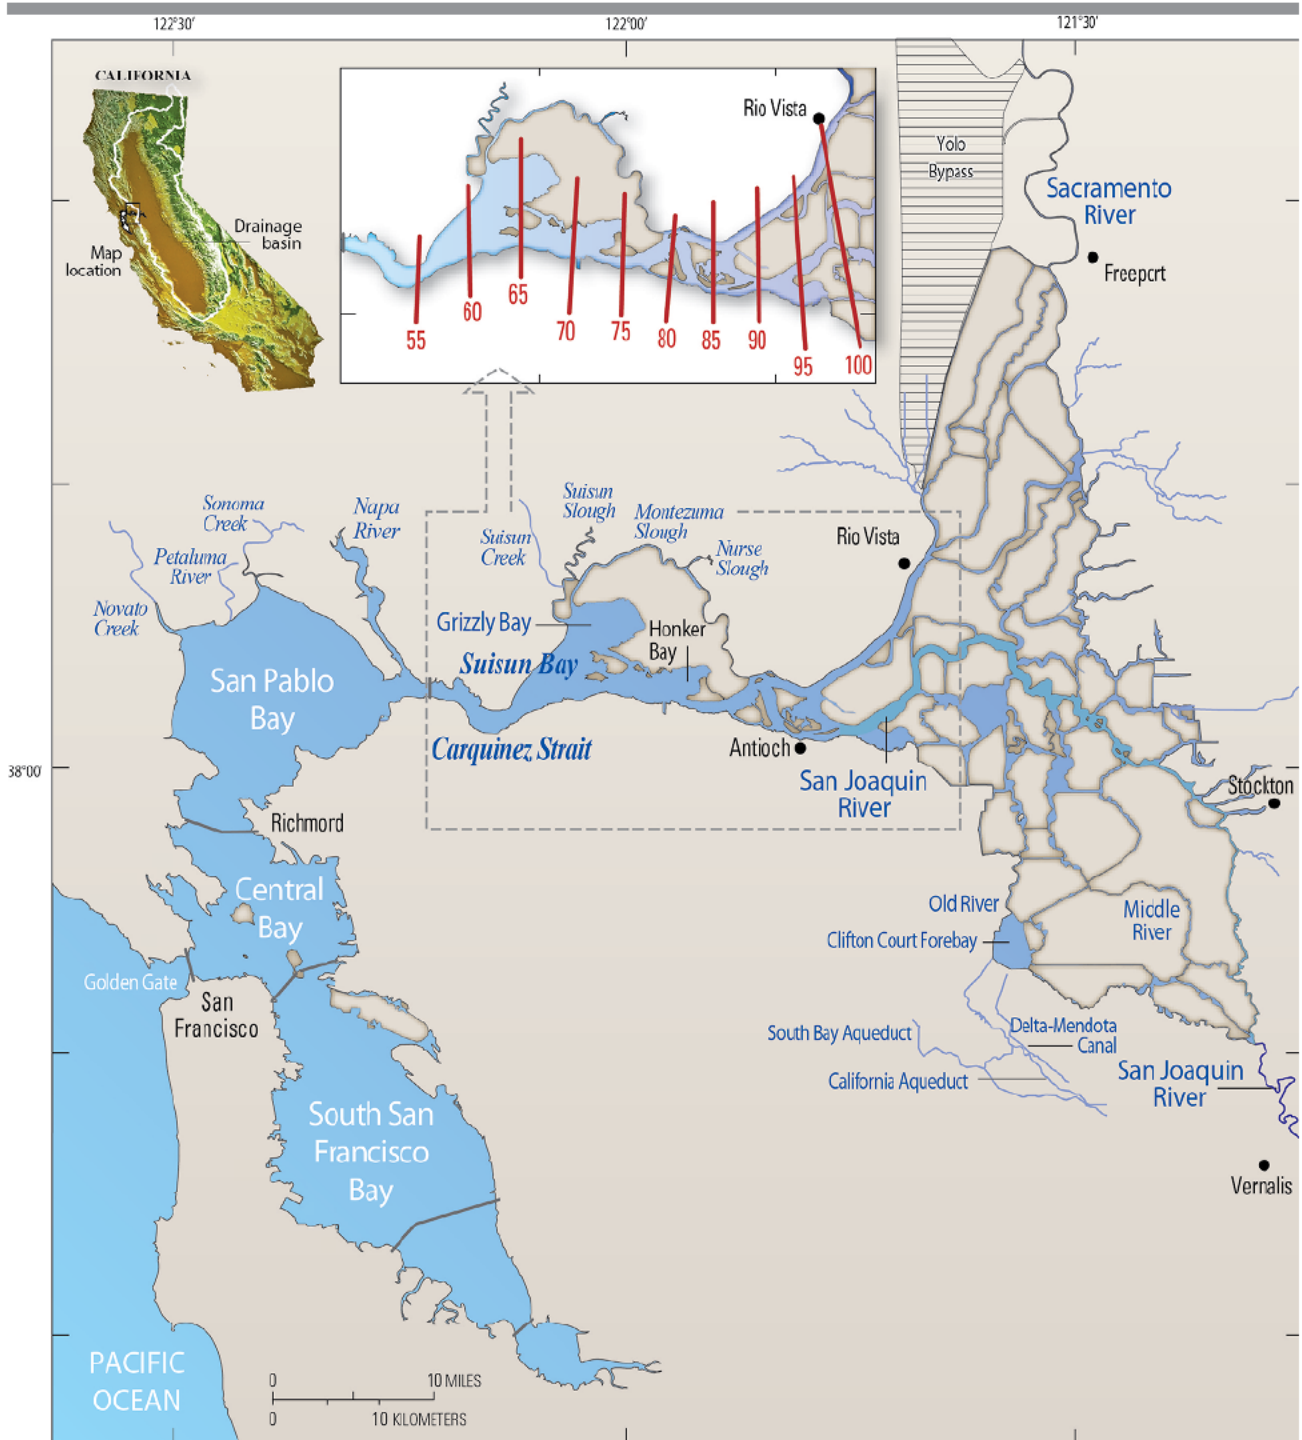 122°30'
122°00'
121°30'
CALIFORNIA
Drainage
basin
Map
location
Rio Vista
55
60
65
70
75
80
85
90
95
100
Yolo
Bypass
Sacramento
River
Freeport
Sonoma
Creek
Napa
River
Petaluma
River
Novato
Creek
Suisun
Creek
Suisun
Slough
Montezuma
Slough
Nurse
Slough
Rio Vista
Grizzly Bay
Honker
Bay
Suisun Bay
San Pablo
Bay
Carquinez Strait
Antioch
San Joaquin
River
38°00'
Stockton
Richmord
Central
Bay
Old River
Middle
River
Clifton Court Forebay
Golden Gate
San
Francisco
South Bay Aqueduct
Delta-Mendota
Canal
California Aqueduct
San Joaquin
River
South San
Francisco
Bay
Vernalis
PACIFIC
OCEAN
0
10 MILES
0
10 KILOMETERS